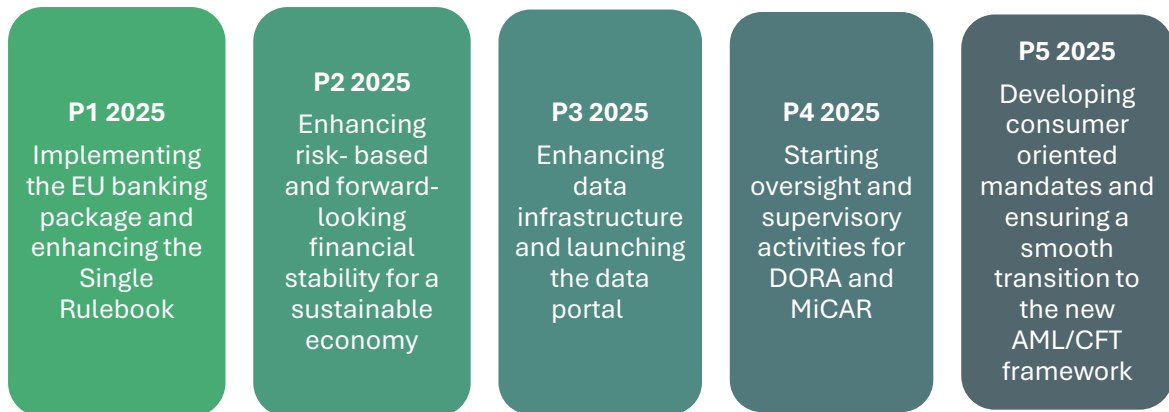 P1 2025
Implementing
the EU banking
package and
enhancing the
Single
Rulebook
P2 2025
Enhancing
risk- based
and forward-
looking
financial
stability for a
sustainable
economy
P3 2025
Enhancing
data
infrastructure
and launching
the data
portal
P4 2025
Starting
oversight and
supervisory
activities for
DORA and
MiCAR
P5 2025
Developing
consumer
oriented
mandates and
ensuring a
smooth
transition to
the new
AML/CFT
framework